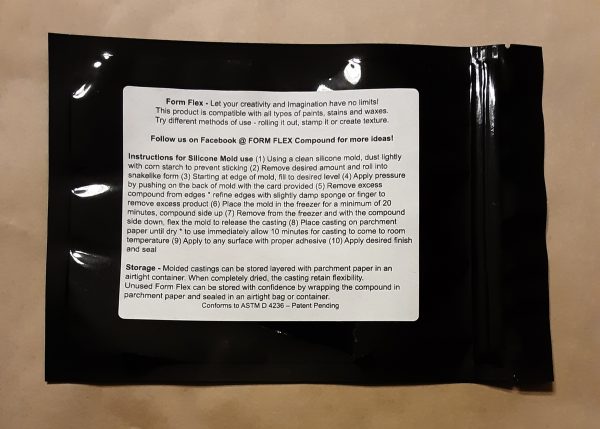 Form Flex - Let your creativity and Imagination have no limits!
This product is compatible with all types of paints, stains and waxes.
Try different methods of use - rolling it out, stamp it or create texture.
Follow us on Facebook @ FORM FLEX Compound for more ideas!
Instructions for Silicone Mold use (1) Using a clean silicone mold, dust lightly
with corn starch to prevent sticking (2) Remove desired amount and roll into
snakelike form (3) Starting at edge of mold, fill to desired level (4) Apply pressure
by pushing on the back of mold with the card provided (5) Remove excess
compound from edges * refine edges with slightly damp sponge or finger to
remove excess product (6) Place the mold in the freezer for a minimum of 20
minutes, compound side up (7) Remove from the freezer and with the compound
side down, flex the mold to release the casting (8) Place casting on parchment
paper until dry * to use immediately allow 10 minutes for casting to come to room
temperature (9) Apply to any surface with proper adhesive (10) Apply desired finish
and seal
Storage - Molded castings can be stored layered with parchment paper in an
airtight container. When completely dried, the casting retain flexibility.
Unused Form Flex can be stored with confidence by wrapping the compound in
parchment paper and sealed in an airtight bag or container.
Conforms to ASTM D 4236 – Patent Pending